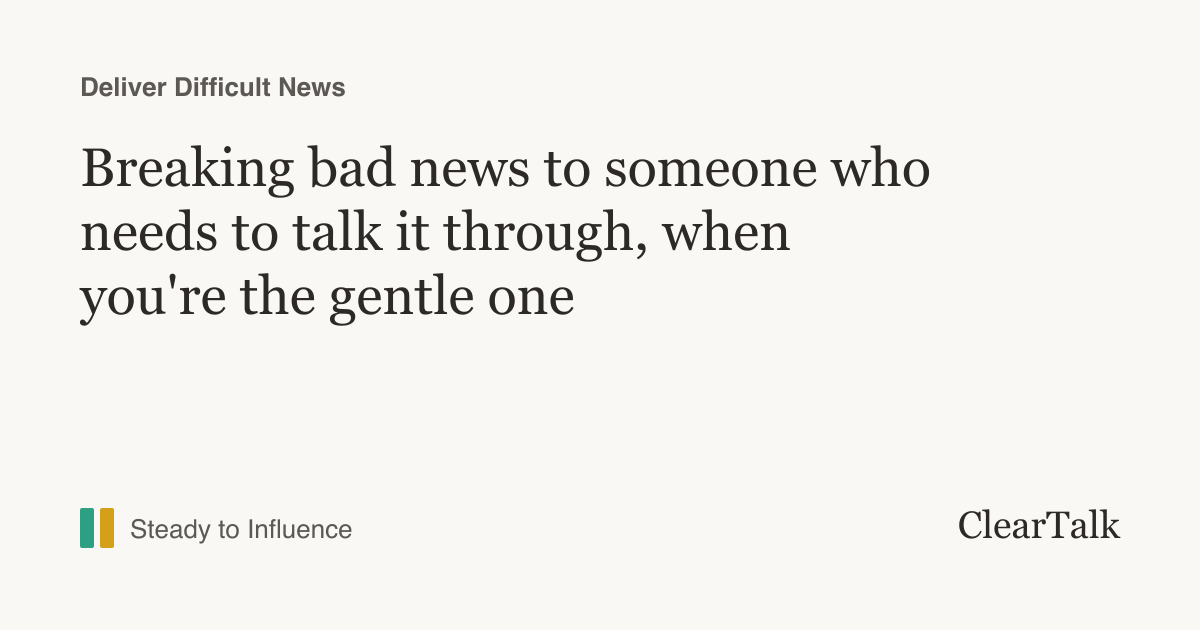 Deliver Difficult News
Breaking bad news to someone who
needs to talk it through, when
you're the gentle one
Steady to Influence
ClearTalk